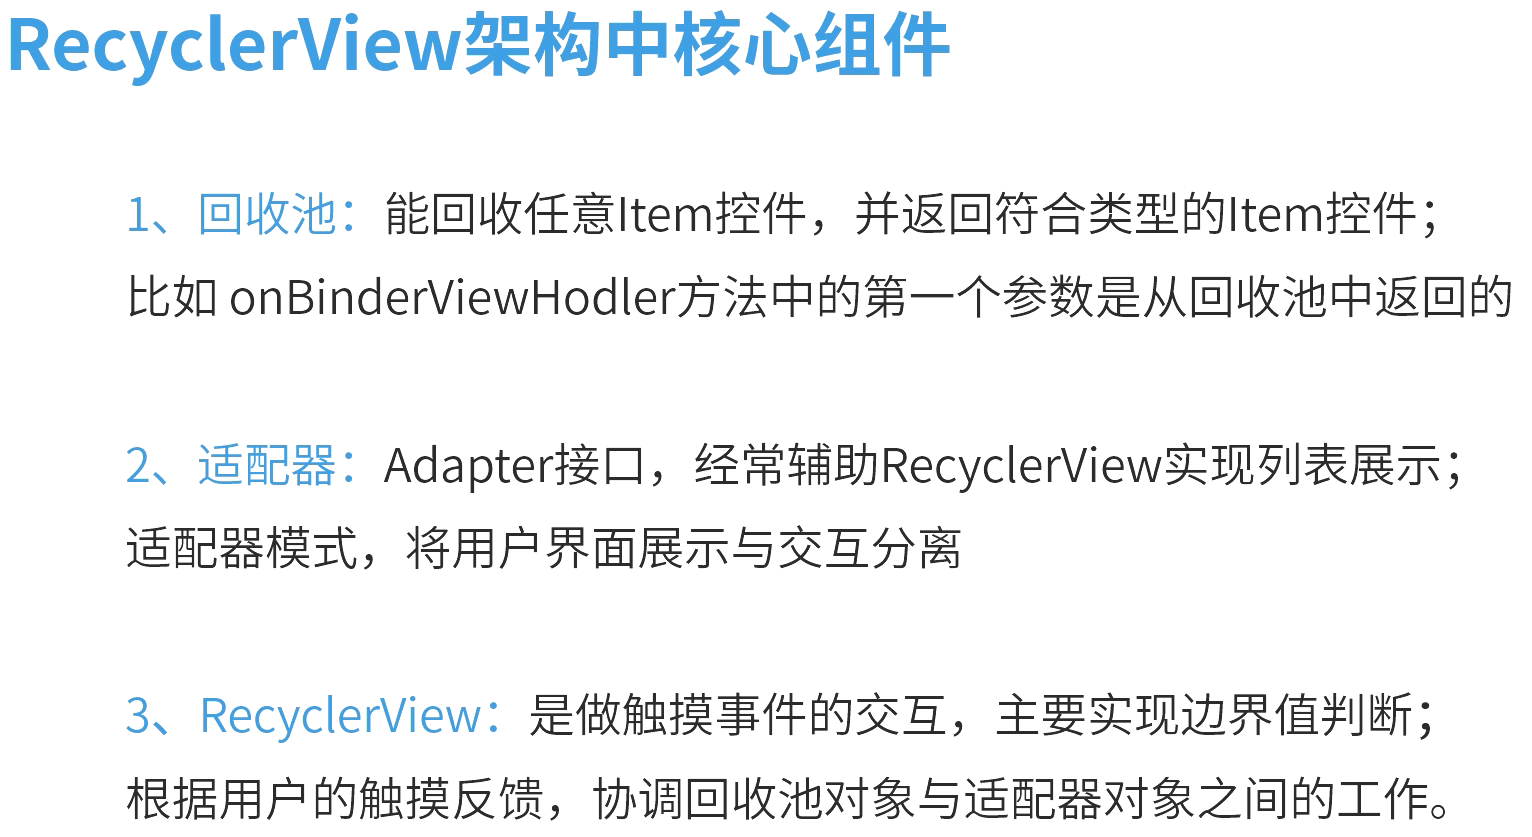 RecyclerView架构中核心组件
1、回收池：能回收任意Item控件，并返回符合类型的Item控件；
比如 onBinderViewHodler方法中的第一个参数是从回收池中返回的
2、适配器：Adapter接口，经常辅助RecyclerView实现列表展示；
适配器模式，将用户界面展示与交互分离
3、RecyclerView：是做触摸事件的交互，主要实现边界值判断；
根据用户的触摸反馈，协调回收池对象与适配器对象之间的工作。